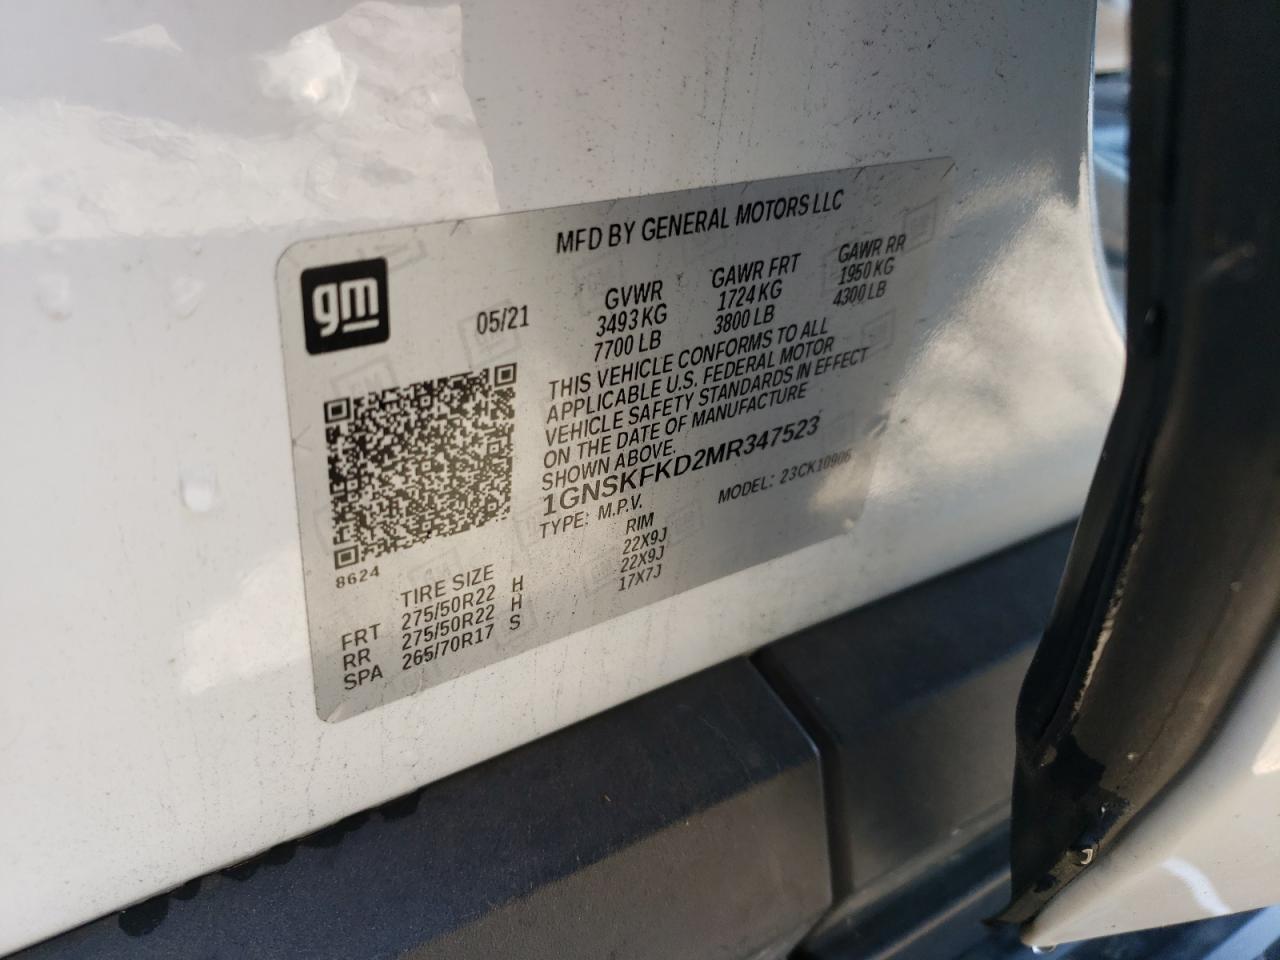 MFD BY GENERAL MOTORS LLC
gm
05/21
GVWR GAWR FRT GAWR RR
3493 KG 1724 KG 1950 KG
7700 LB 3800 LB 4300 LB
THIS VEHICLE CONFORMS TO ALL
APPLICABLE U.S. FEDERAL MOTOR
VEHICLE SAFETY STANDARDS IN EFFECT
ON THE DATE OF MANUFACTURE
SHOWN ABOVE.
1GNSKFKD2MR347523
TYPE: M.P.V. MODEL: 23CK10906
8624
TIRE SIZE RIM
FRT 275/50R22 H 22X9J
RR 275/50R22 H 22X9J
SPA 265/70R17 S 17X7J